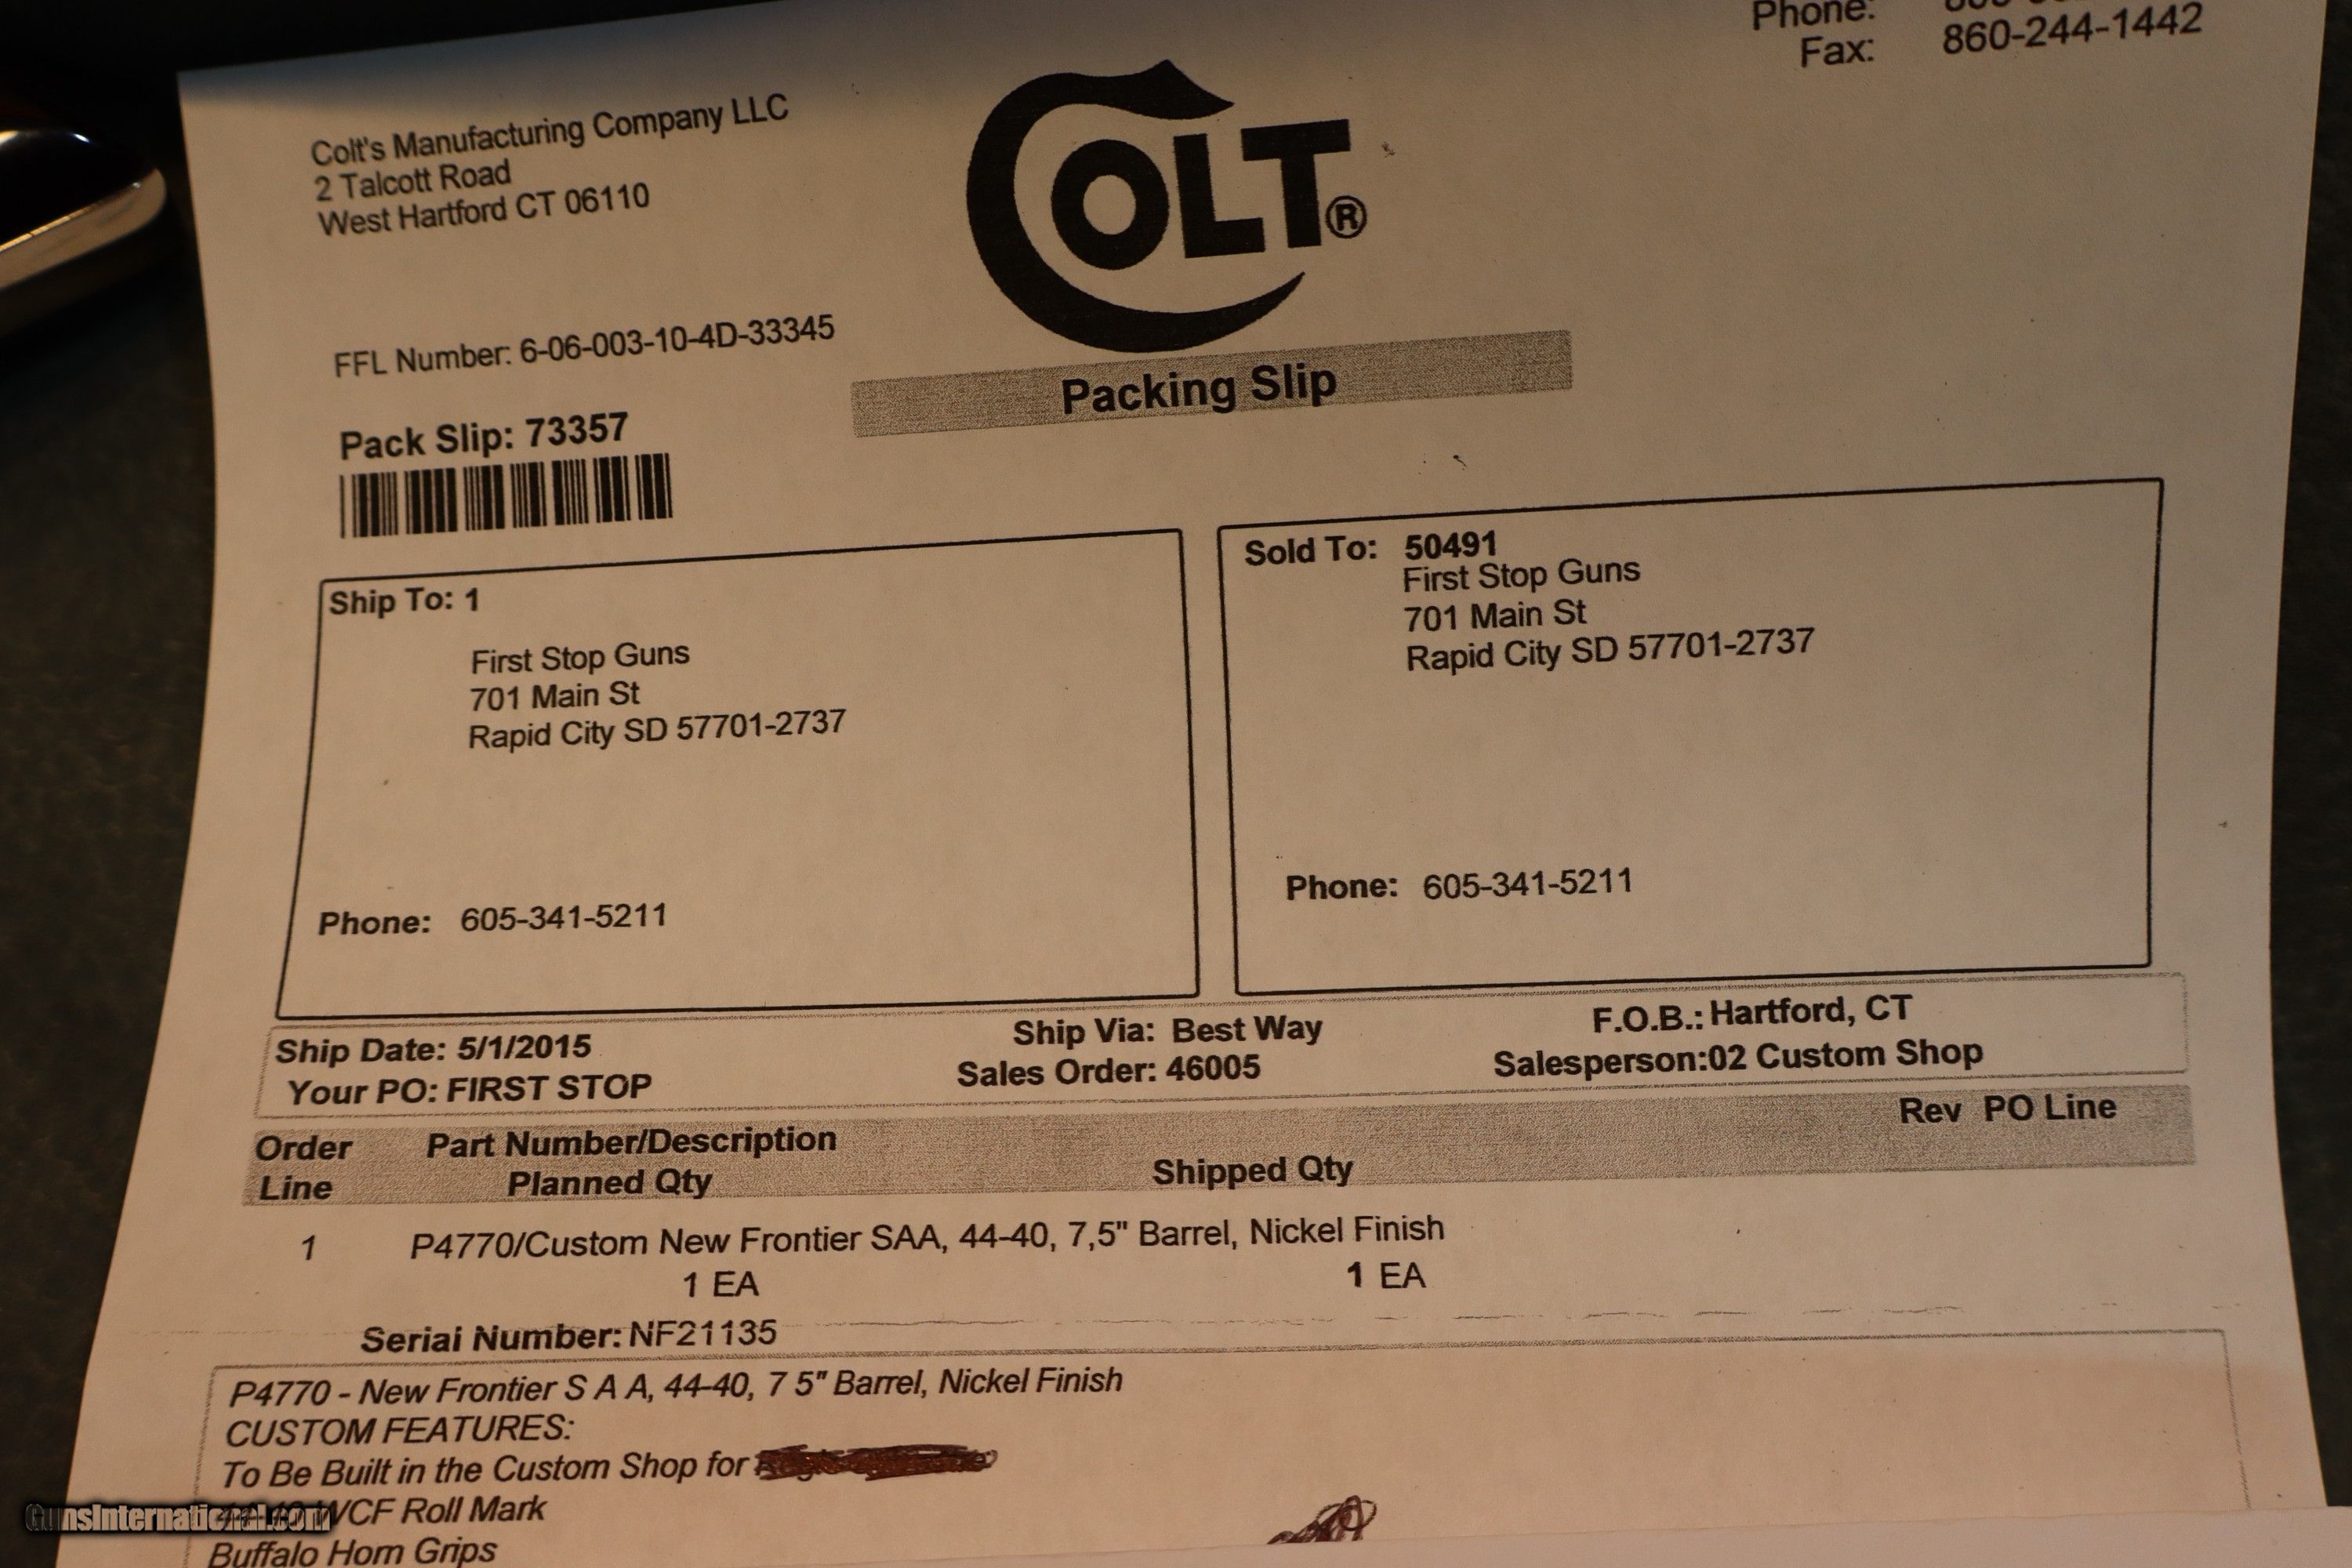 Phone:
Fax: 860-244-1442
Colt's Manufacturing Company LLC
2 Talcott Road
West Hartford CT 06110
COLT®
FFL Number: 6-06-003-10-4D-33345
Packing Slip
Pack Slip: 73357
Ship To: 1
First Stop Guns
701 Main St
Rapid City SD 57701-2737
Phone: 605-341-5211
Sold To: 50491
First Stop Guns
701 Main St
Rapid City SD 57701-2737
Phone: 605-341-5211
Ship Date: 5/1/2015 Ship Via: Best Way F.O.B.: Hartford, CT
Your PO: FIRST STOP Sales Order: 46005 Salesperson:02 Custom Shop
Order Part Number/Description Rev PO Line
Line Planned Qty Shipped Qty
1 P4770/Custom New Frontier SAA, 44-40, 7,5" Barrel, Nickel Finish
1 EA 1 EA
Serial Number: NF21135
P4770 - New Frontier S A A, 44-40, 7 5" Barrel, Nickel Finish
CUSTOM FEATURES:
To Be Built in the Custom Shop for
WCF Roll Mark
Buffalo Horn Grips
GunsInternational.com